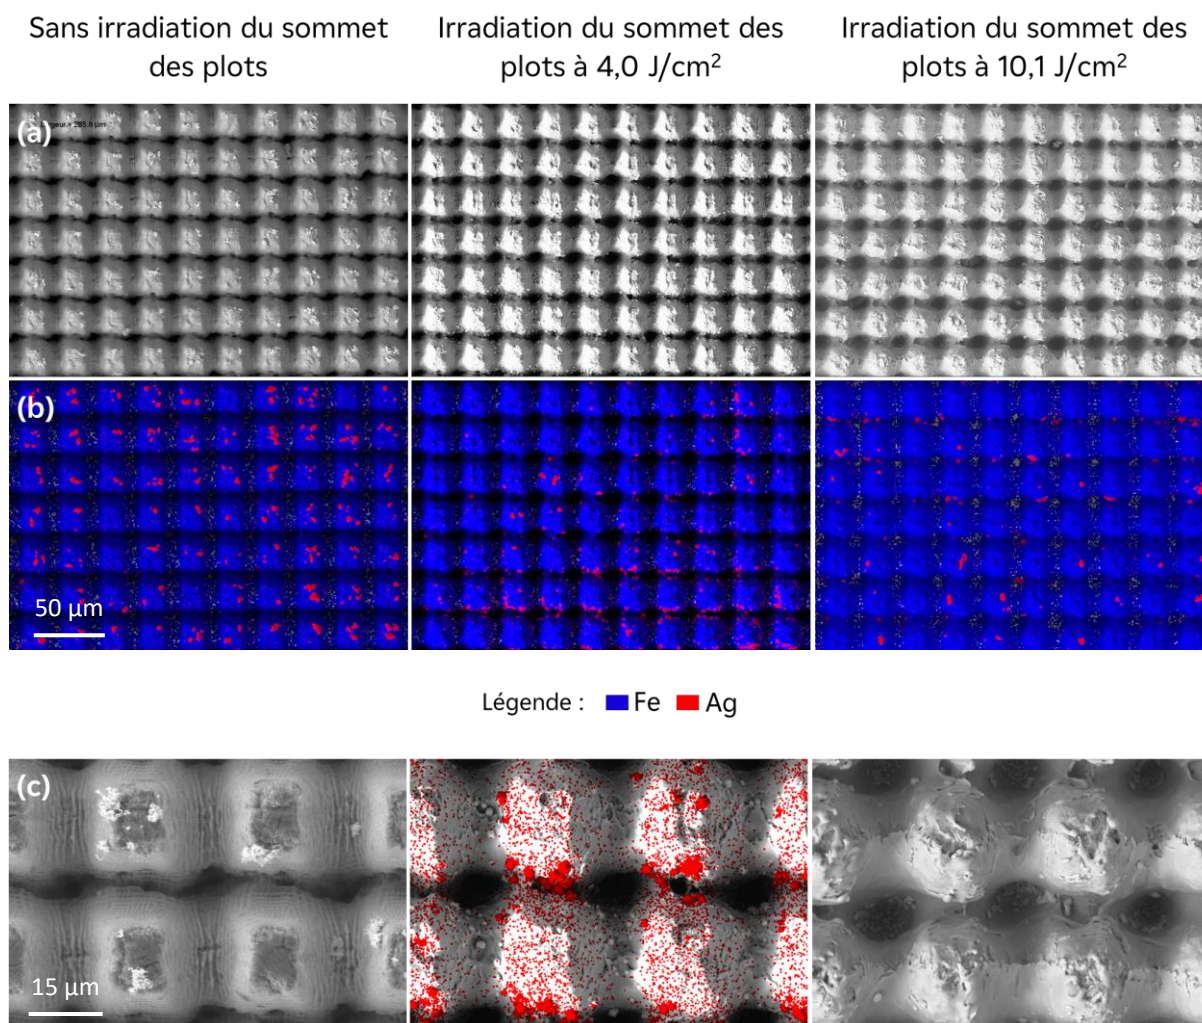 Sans irradiation du sommet
des plots
Irradiation du sommet des
plots à 4,0 J/cm²
Irradiation du sommet des
plots à 10,1 J/cm²
(a)
(b)
50 µm
Légende : Fe Ag
(c)
15 µm